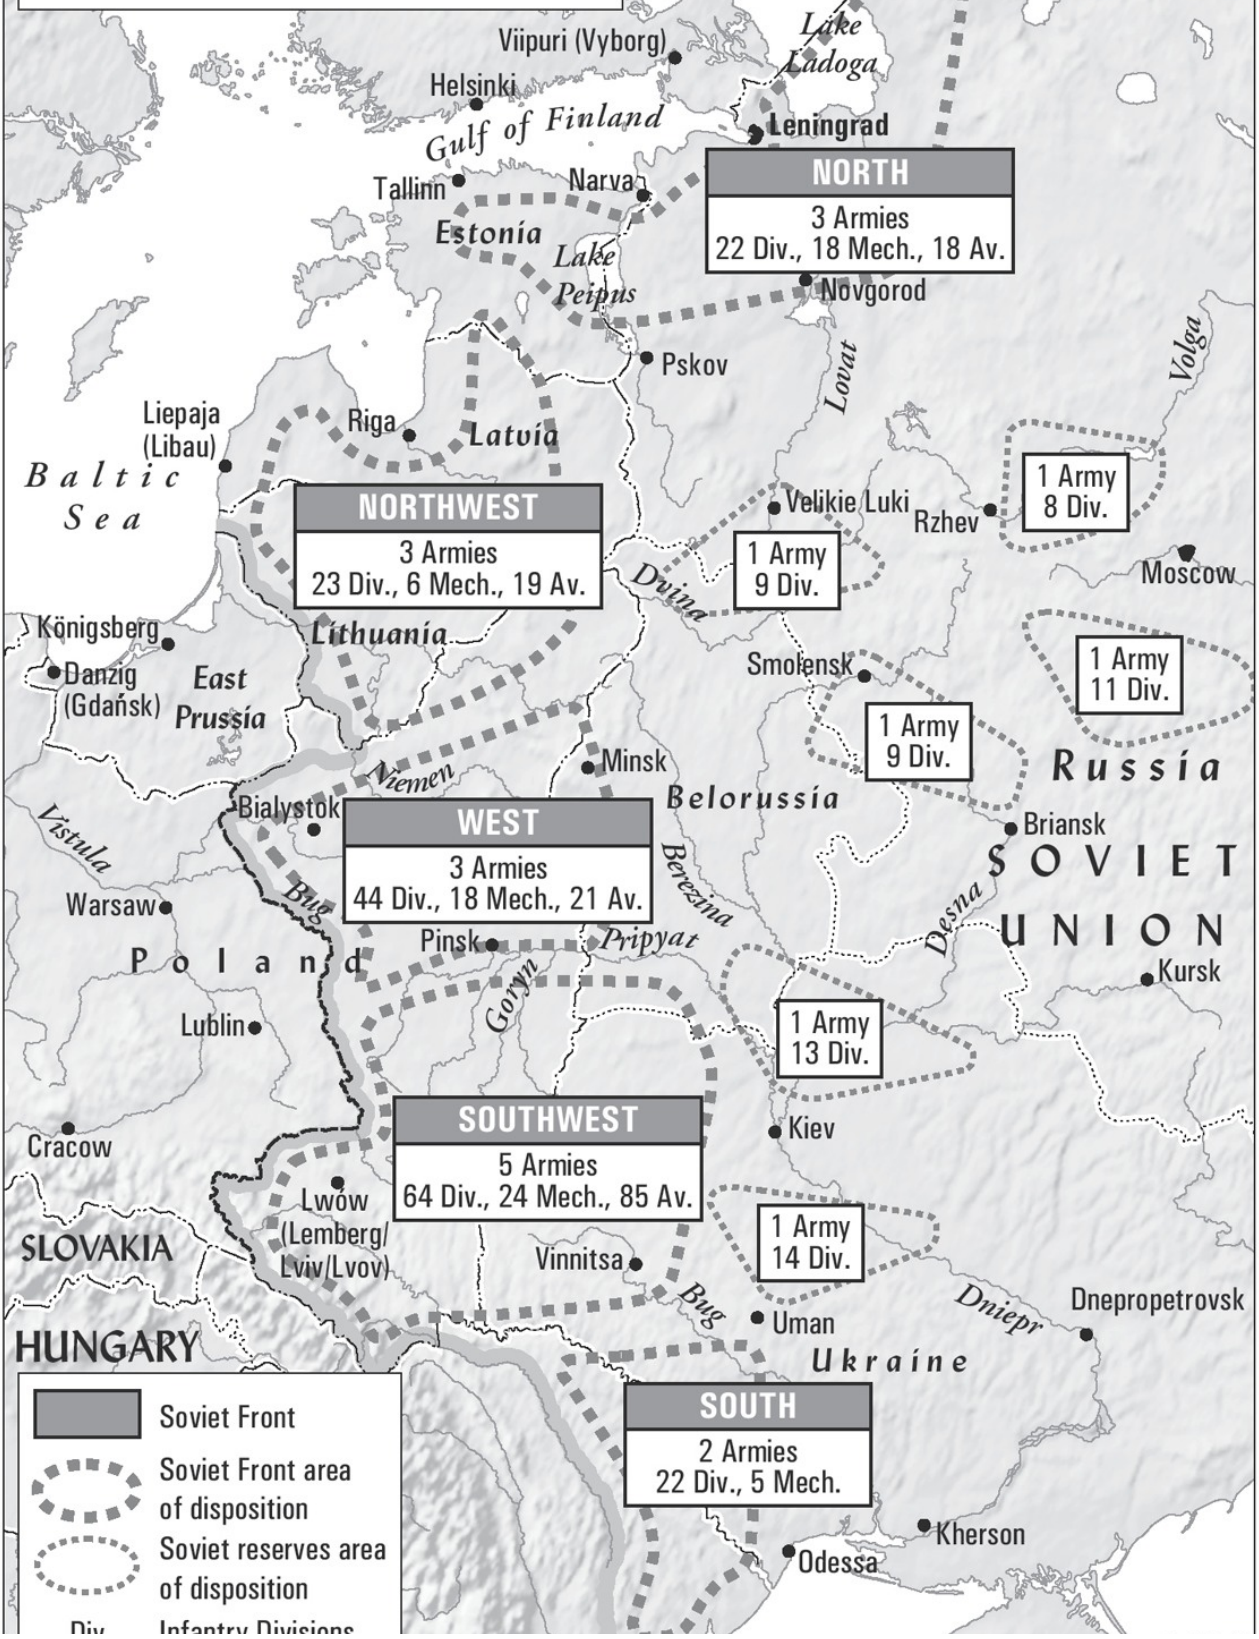 Lake
Ladoga
Viipuri (Vyborg)
Helsinki
Gulf of Finland
Leningrad
NORTH
3 Armies
22 Div., 18 Mech., 18 Av.
Tallinn
Narva
Estonia
Lake
Peipus
Novgorod
Pskov
Lovat
Volga
Liepaja
(Libau)
Riga
Latvia
Baltic
Sea
1 Army
8 Div.
Velikie Luki
Rzhev
NORTHWEST
3 Armies
23 Div., 6 Mech., 19 Av.
1 Army
9 Div.
Moscow
Dvina
Königsberg
Lithuania
Danzig
(Gdańsk)
East
Prussia
Smolensk
1 Army
11 Div.
1 Army
9 Div.
Russia
Niemen
Minsk
Belorussia
Bialystok
Vistula
WEST
3 Armies
44 Div., 18 Mech., 21 Av.
Briansk
SOVIET
UNION
Berezina
Bug
Warsaw
Desna
Pinsk
Pripyat
Poland
Kursk
Goryn
Lublin
1 Army
13 Div.
SOUTHWEST
5 Armies
64 Div., 24 Mech., 85 Av.
Kiev
Cracow
Lwów
(Lemberg/
Lviv/Lvov)
1 Army
14 Div.
SLOVAKIA
Vinnitsa
Bug
Dniepr
Dnepropetrovsk
Uman
HUNGARY
Ukraine
SOUTH
2 Armies
22 Div., 5 Mech.
Kherson
Odessa
Soviet Front
Soviet Front area
of disposition
Soviet reserves area
of disposition
Div Infantry Divisions